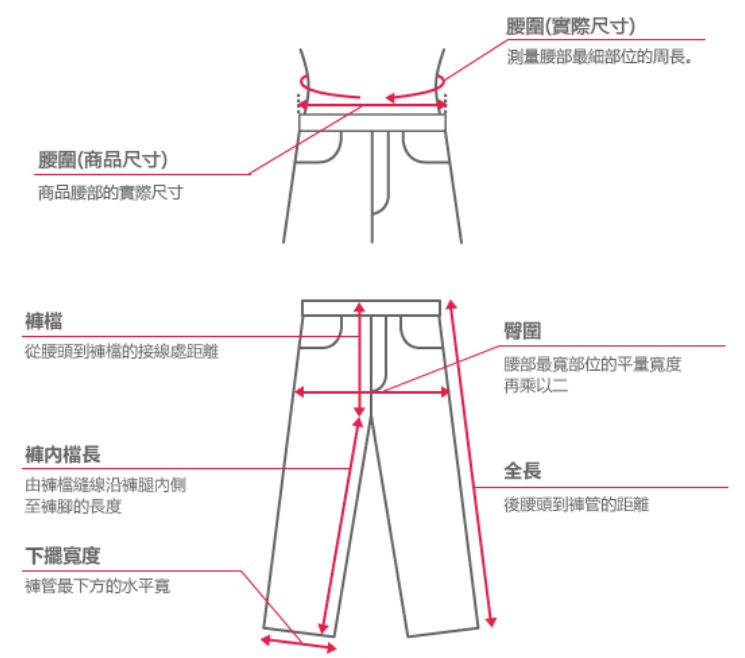 腰圍(實際尺寸)
測量腰部最細部位的周長。
腰圍(商品尺寸)
商品腰部的實際尺寸
褲檔
從腰頭到褲檔的接線處距離
臀圍
腰部最寬部位的平量寬度
再乘以二
褲內檔長
由褲檔縫線沿褲腿內側
至褲腳的長度
全長
後腰頭到褲管的距離
下擺寬度
褲管最下方的水平寬